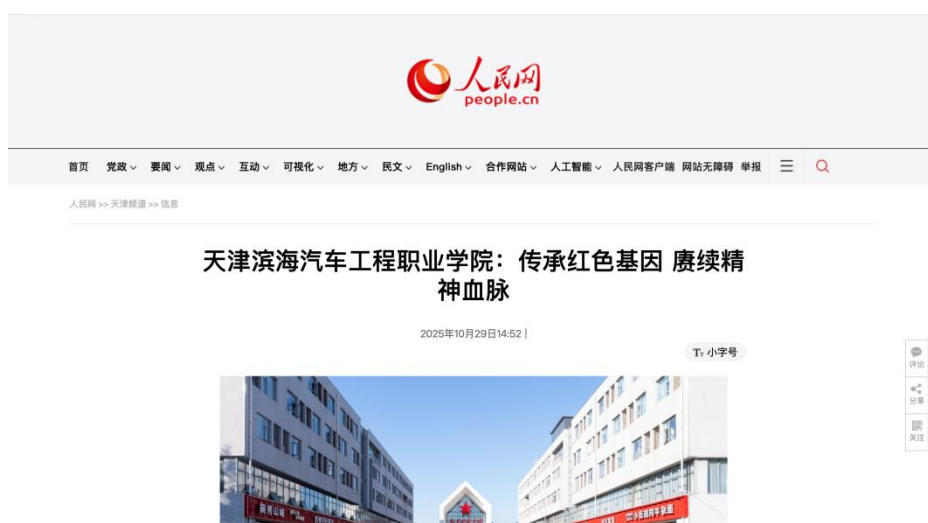 人民网
people.cn
首页 党政 要闻 观点 互动 可视化 地方 民文 English 合作网站 人工智能 人民网客户端 网站无障碍 举报
人民网 >> 天津频道 >> 信息
天津滨海汽车工程职业学院：传承红色基因 赓续精
神血脉
2025年10月29日14:52 |
TT 小字号
评论
分享
关注